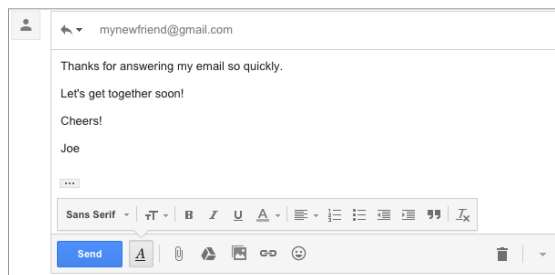 mynewfriend@gmail.com
Thanks for answering my email so quickly.
Let's get together soon!
Cheers!
Joe
Sans Serif
Send